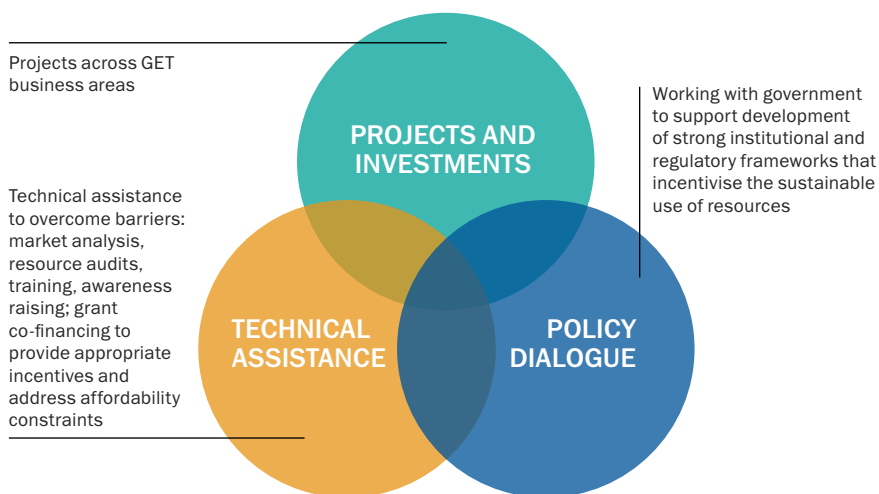 Projects across GET
business areas
PROJECTS AND
INVESTMENTS
Working with government
to support development
of strong institutional and
regulatory frameworks that
incentivise the sustainable
use of resources
Technical assistance
to overcome barriers:
market analysis,
resource audits,
training, awareness
raising; grant
co-financing to
provide appropriate
incentives and
address affordability
constraints
TECHNICAL
ASSISTANCE
POLICY
DIALOGUE